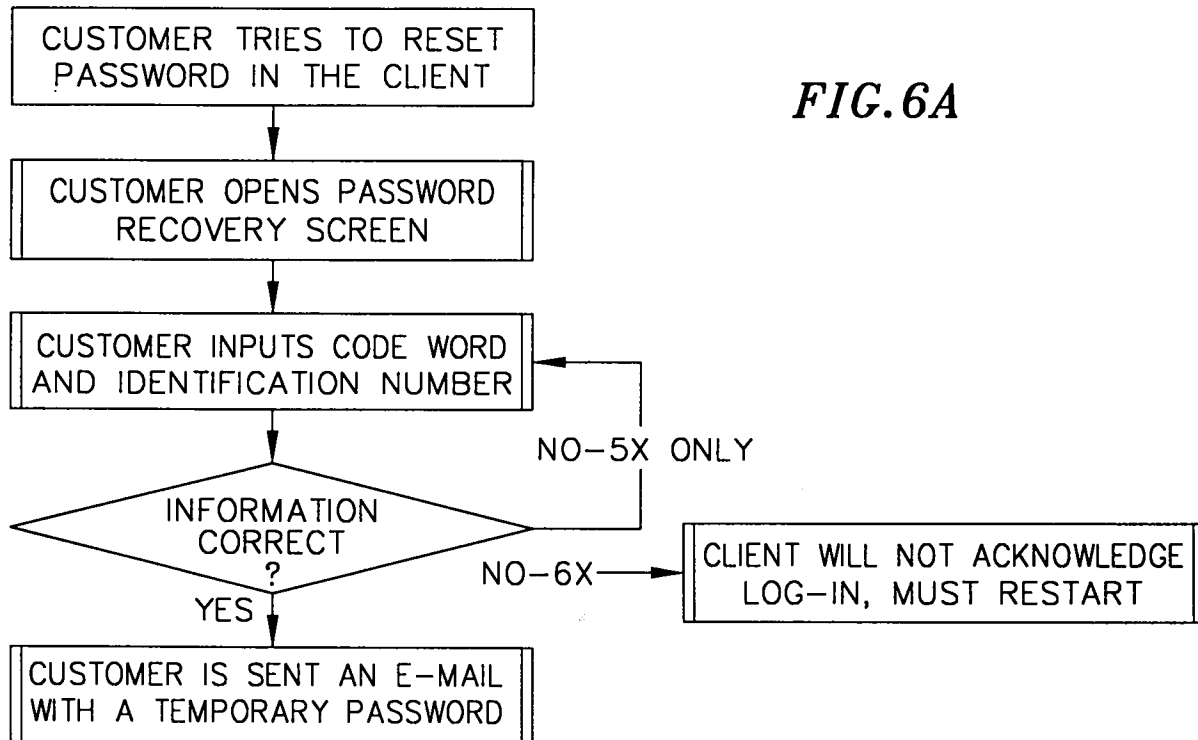 CUSTOMER TRIES TO RESET
PASSWORD IN THE CLIENT
FIG.6A
CUSTOMER OPENS PASSWORD
RECOVERY SCREEN
CUSTOMER INPUTS CODE WORD
AND IDENTIFICATION NUMBER
NO-5X ONLY
INFORMATION
CORRECT
?
NO-6X
CLIENT WILL NOT ACKNOWLEDGE
LOG-IN, MUST RESTART
YES
CUSTOMER IS SENT AN E-MAIL
WITH A TEMPORARY PASSWORD